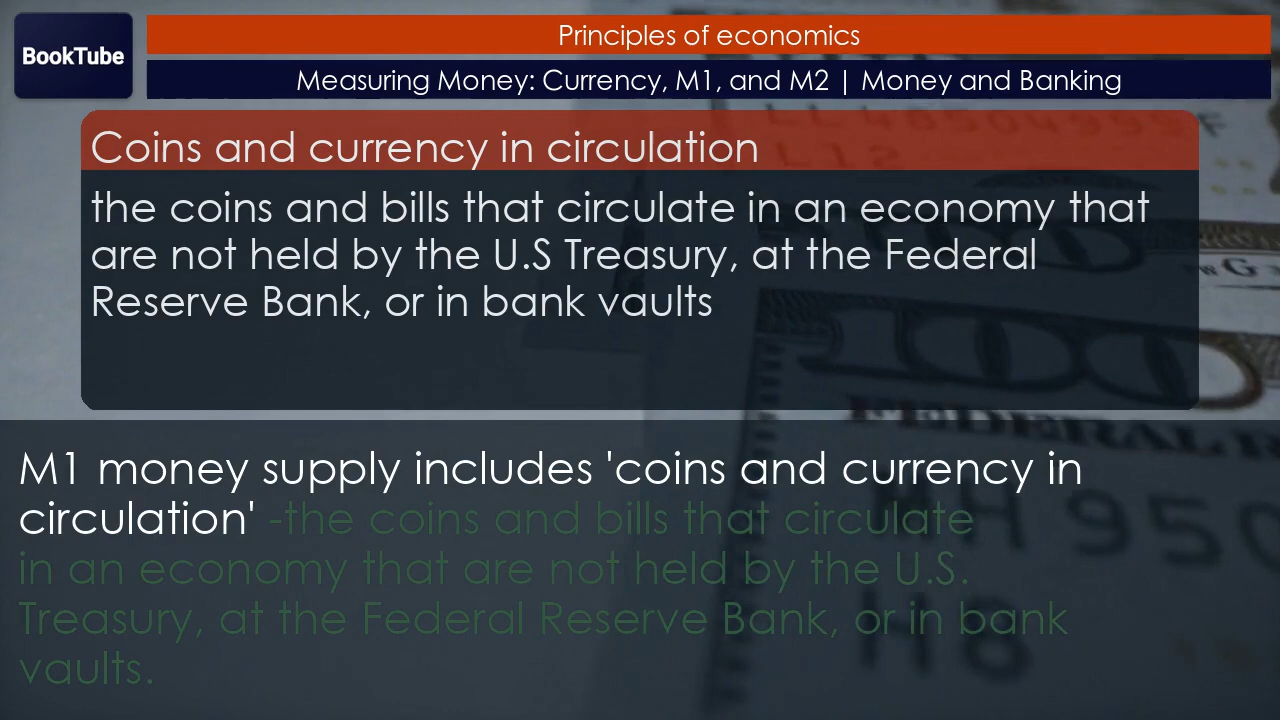 BookTube
Principles of economics
Measuring Money: Currency, M1, and M2 | Money and Banking
Coins and currency in circulation
the coins and bills that circulate in an economy that
are not held by the U.S Treasury, at the Federal
Reserve Bank, or in bank vaults
M1 money supply includes 'coins and currency in
circulation' -the coins and bills that circulate
in an economy that are not held by the U.S.
Treasury, at the Federal Reserve Bank, or in bank
vaults.